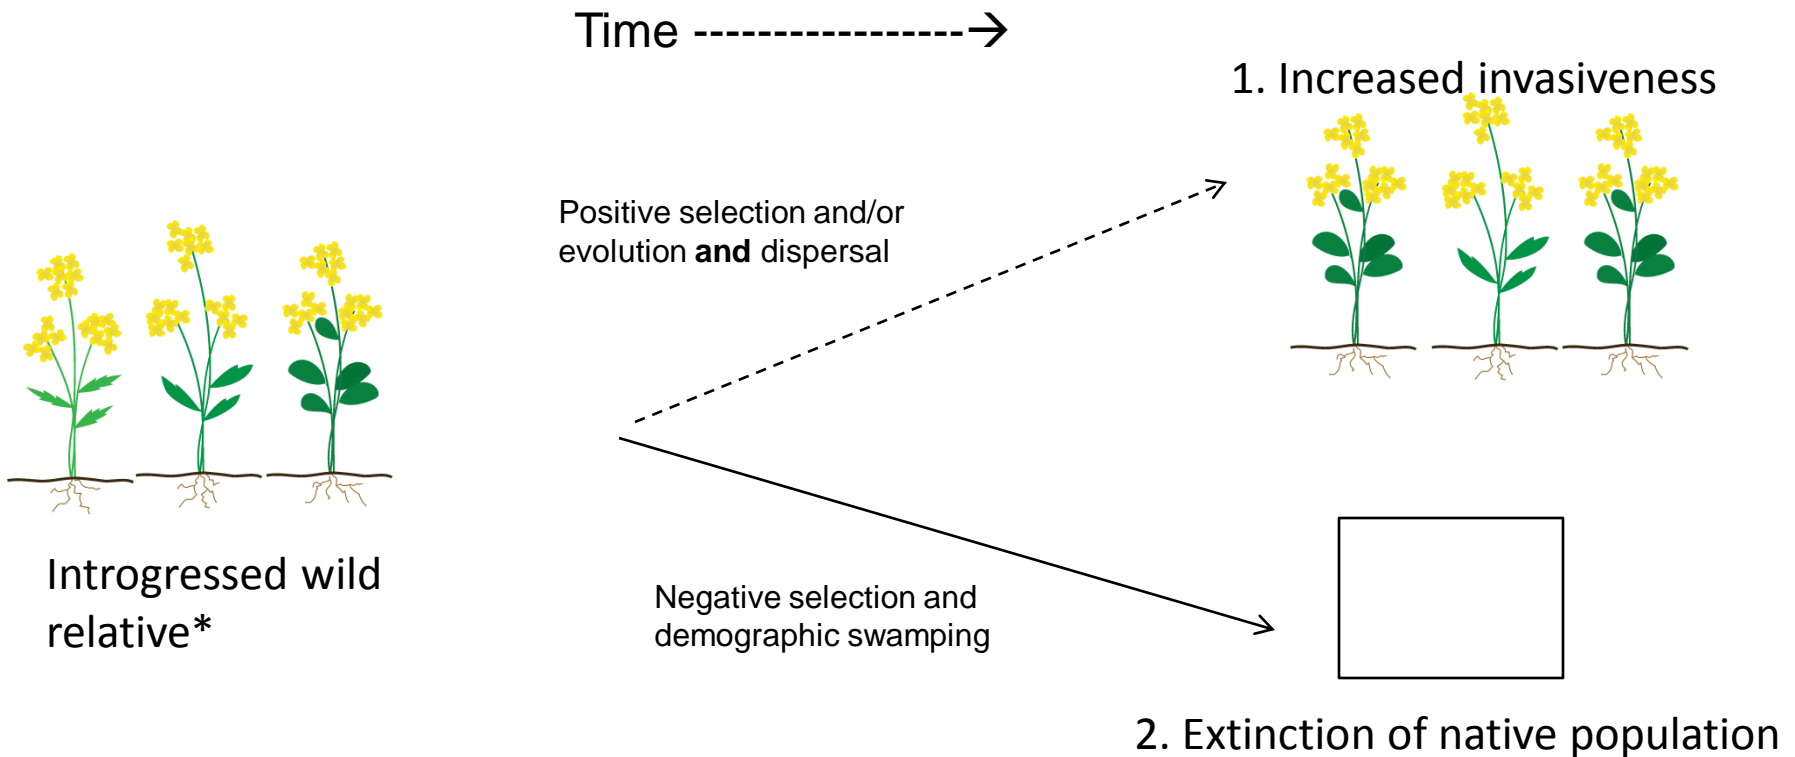 Time -----------------→
1. Increased invasiveness
Positive selection and/or
evolution and dispersal
Introgressed wild
relative*
Negative selection and
demographic swamping
2. Extinction of native population